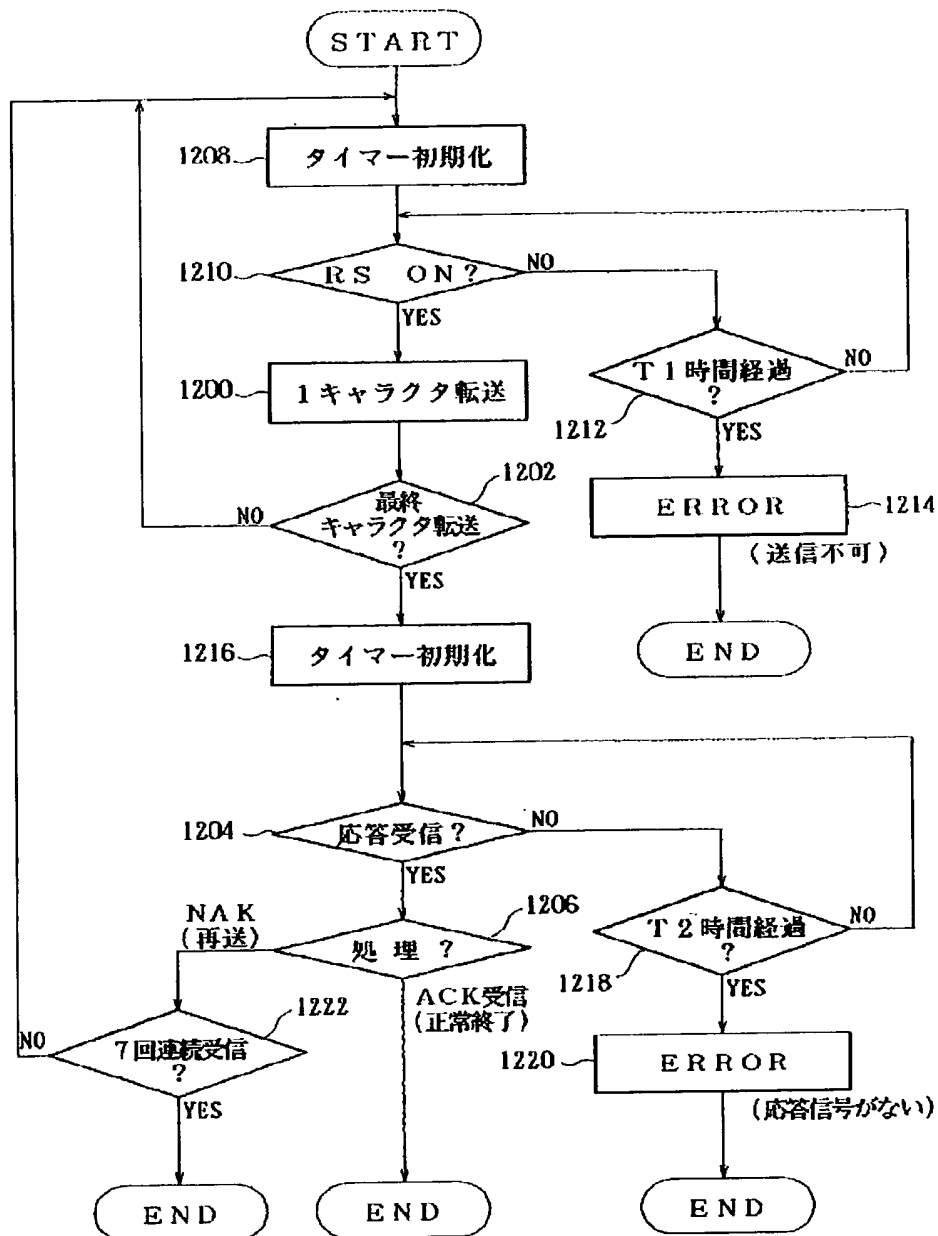 START
1208
タイマー初期化
1210
RS ON?
NO
YES
1200
1キャラクタ転送
T1時間経過
?
NO
1212
YES
1202
最終
キャラクタ転送
?
NO
YES
ERROR
1214
(送信不可)
END
1216
タイマー初期化
1204
応答受信?
NO
YES
NAK
(再送)
1206
処理?
T2時間経過
?
NO
1218
YES
ACK受信
(正常終了)
1222
7回連続受信
?
NO
YES
1220
ERROR
(応答信号がない)
END
END
END